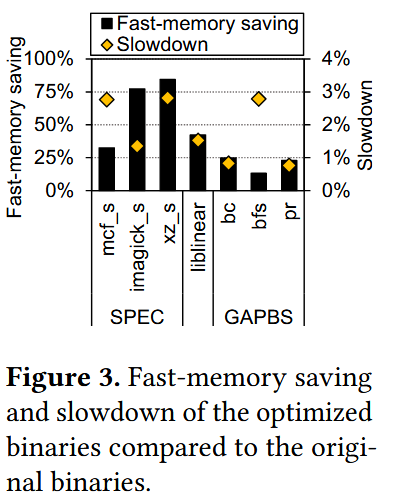 Fast-memory saving
Slowdown
Fast-memory saving
100%
75%
50%
25%
0%
4%
3%
2%
1%
0%
Slowdown
mcf_s
imagick_s
xz_s
liblinear
bc
bfs
pr
SPEC
GAPBS
Figure 3. Fast-memory saving
and slowdown of the optimized
binaries compared to the origi-
nal binaries.